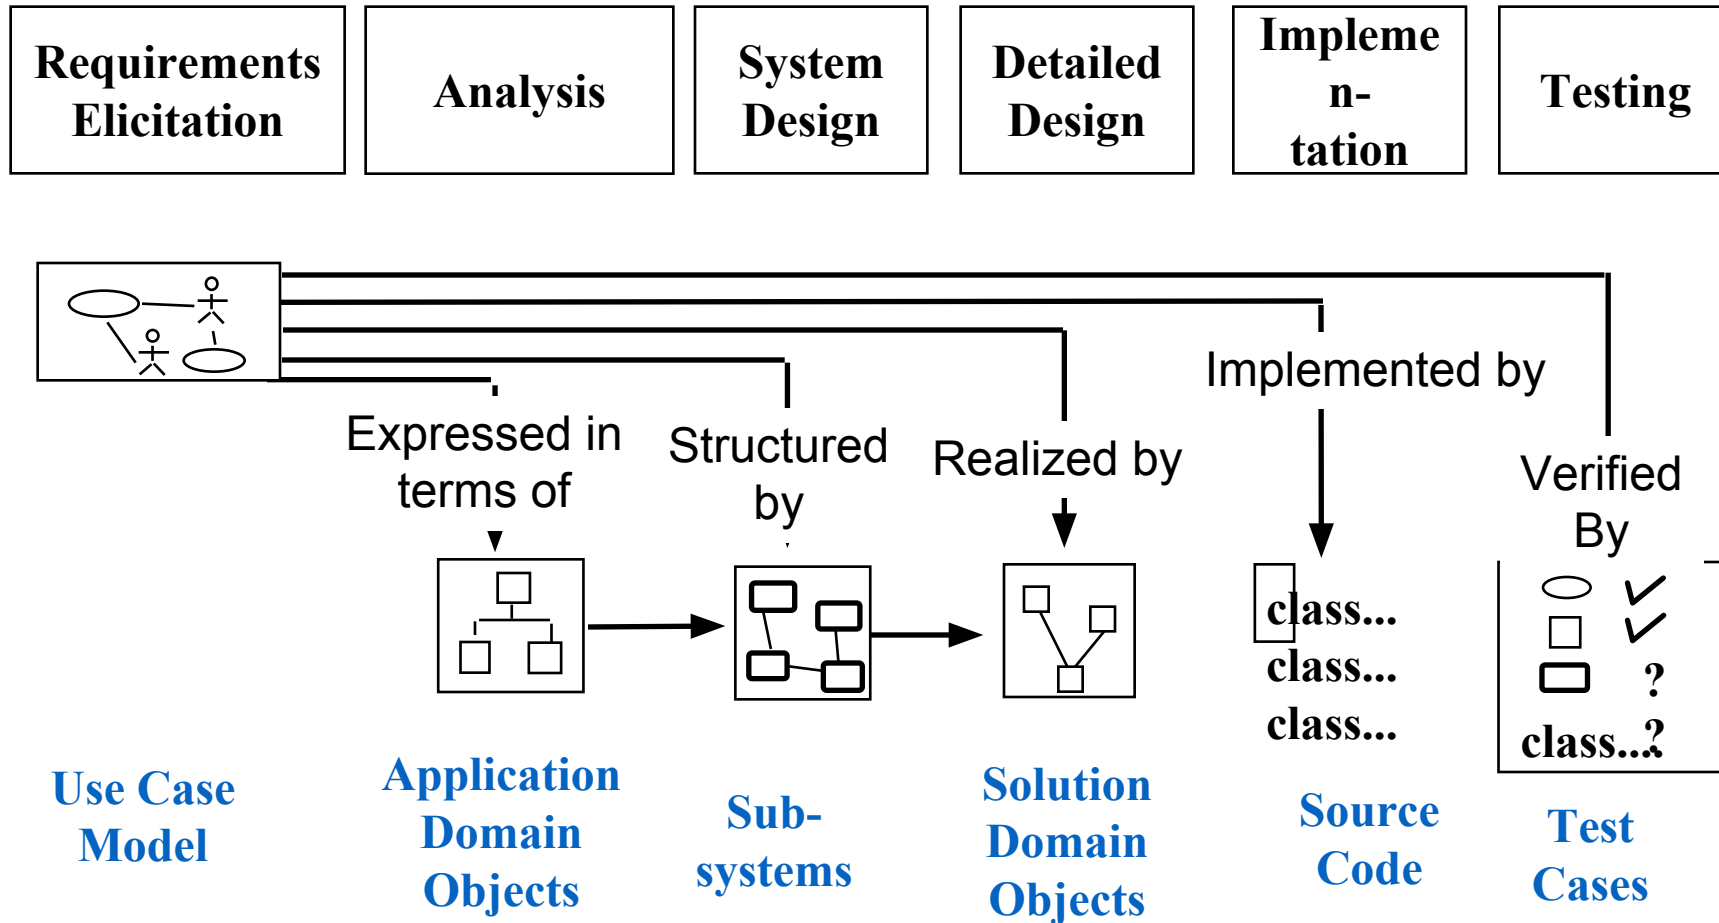 Requirements
Elicitation
Analysis
System
Design
Detailed
Design
Impleme
n-
tation
Testing
Expressed in
terms of
Structured
by
Realized by
Implemented by
Verified
By
class...
class...
class...
?
?
class...
Use Case
Model
Application
Domain
Objects
Sub-
systems
Solution
Domain
Objects
Source
Code
Test
Cases